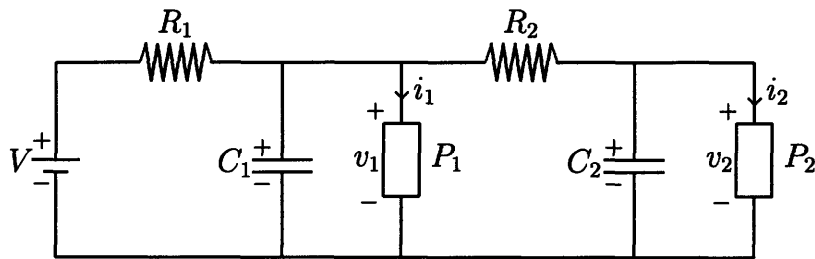 R₁ R₂
+ i₁ + i₂
V + − C₁ + − v₁ P₁ C₂ + − v₂ P₂
− −